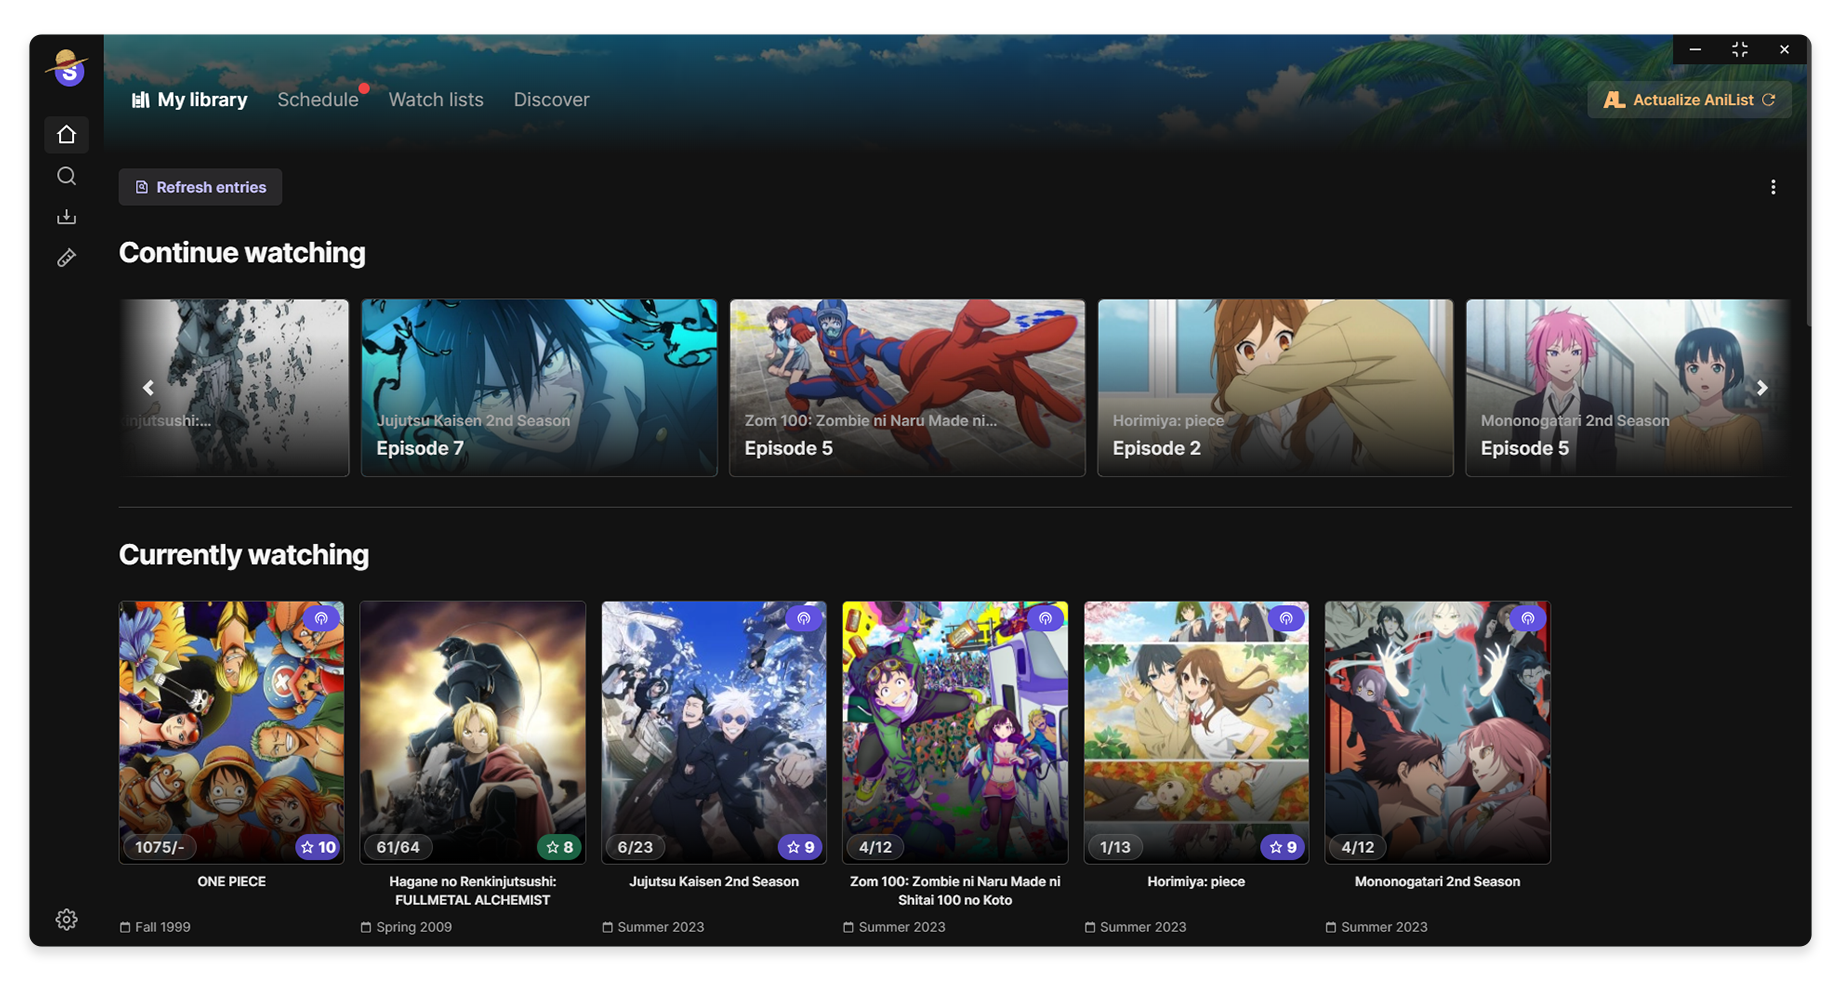 S
My library
Schedule
Watch lists
Discover
AL Actualize AniList
Refresh entries
Continue watching
njutsushi:...
Jujutsu Kaisen 2nd Season
Episode 7
Zom 100: Zombie ni Naru Made ni...
Episode 5
Horimiya: piece
Episode 2
Mononogatari 2nd Season
Episode 5
Currently watching
1075/-
10
61/64
8
6/23
9
4/12
1/13
9
4/12
ONE PIECE
Hagane no Renkinjutsushi:
FULLMETAL ALCHEMIST
Jujutsu Kaisen 2nd Season
Zom 100: Zombie ni Naru Made ni
Shitai 100 no Koto
Horimiya: piece
Mononogatari 2nd Season
Fall 1999
Spring 2009
Summer 2023
Summer 2023
Summer 2023
Summer 2023